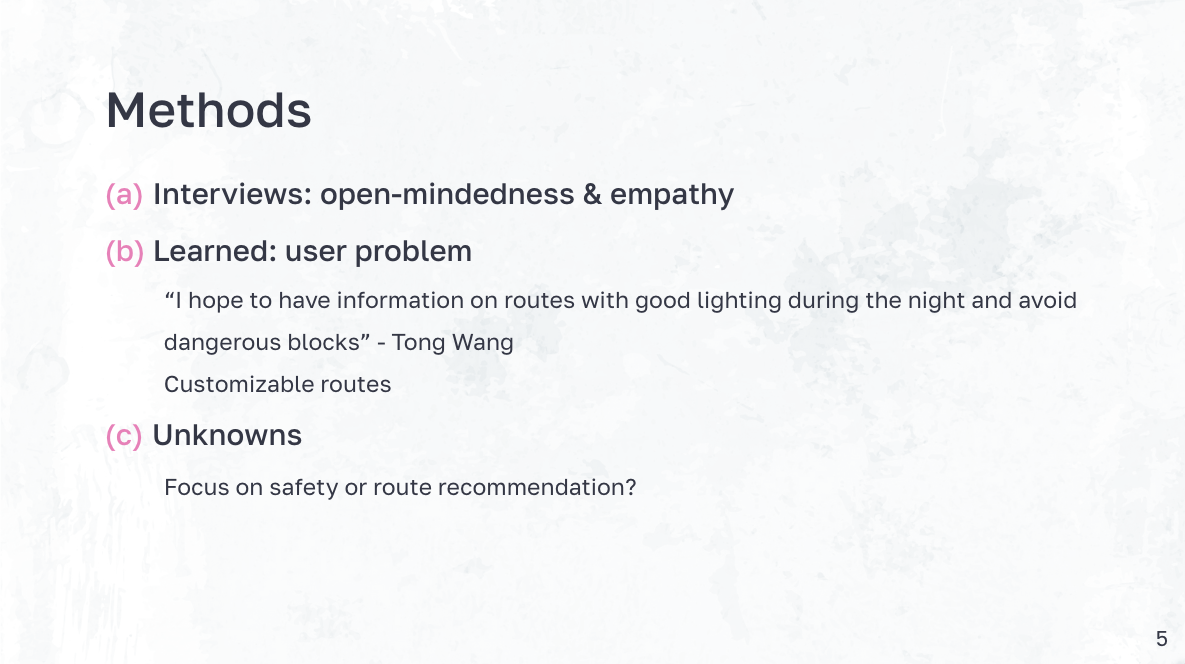 Methods
(a) Interviews: open-mindedness & empathy
(b) Learned: user problem
“I hope to have information on routes with good lighting during the night and avoid
dangerous blocks” - Tong Wang
Customizable routes
(c) Unknowns
Focus on safety or route recommendation?
5